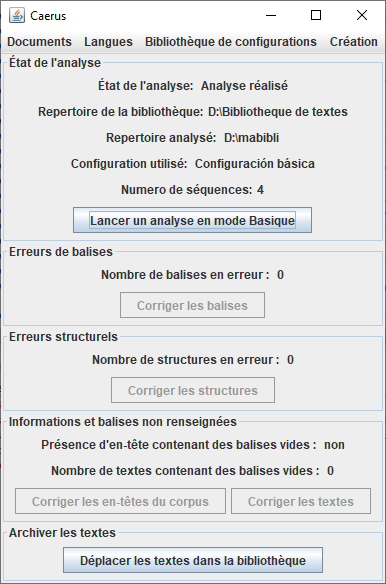 Caerus
Documents Langues Bibliothèque de configurations Création
État de l'analyse
État de l'analyse: Analyse réalisé
Repertoire de la bibliothèque: D:\Bibliotheque de textes
Repertoire analysé: D:\mabibli
Configuration utilisé: Configuración básica
Numero de séquences: 4
Lancer un analyse en mode Basique
Erreurs de balises
Nombre de balises en erreur : 0
Corriger les balises
Erreurs structurels
Nombre de structures en erreur : 0
Corriger les structures
Informations et balises non renseignées
Présence d'en-tête contenant des balises vides : non
Nombre de textes contenant des balises vides : 0
Corriger les en-têtes du corpus Corriger les textes
Archiver les textes
Déplacer les textes dans la bibliothèque